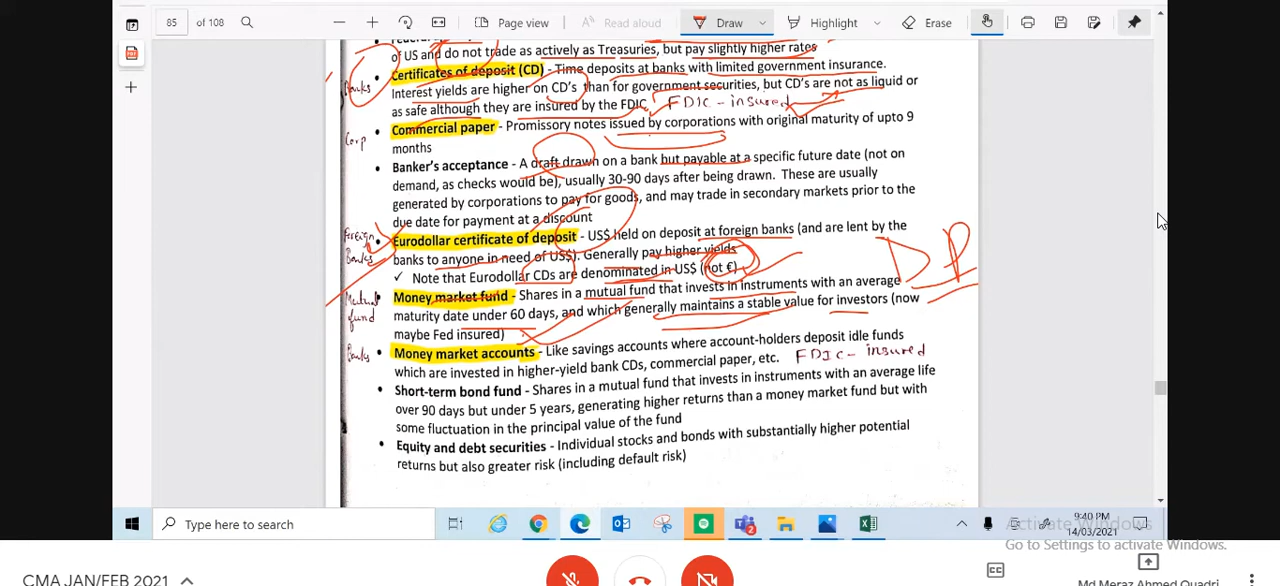 85 of 108
Page view
Read aloud
Draw
Highlight
Erase
of US and do not trade as actively as Treasuries, but pay slightly higher rates
Certificates of deposit (CD) - Time deposits at banks with limited government insurance.
Banks
Interest yields are higher on CD's than for government securities, but CD's are not as liquid or
as safe although they are insured by the FDIC FDIC - insured
Commercial paper - Promissory notes issued by corporations with original maturity of upto 9
Corp
months
Banker's acceptance - A draft drawn on a bank but payable at a specific future date (not on
demand, as checks would be), usually 30-90 days after being drawn. These are usually
generated by corporations to pay for goods, and may trade in secondary markets prior to the
due date for payment at a discount
Foreign
Banks
Eurodollar certificate of deposit - US$ held on deposit at foreign banks (and are lent by the
banks to anyone in need of US$). Generally pay higher yields
✓ Note that Eurodollar CDs are denominated in US$ (not €)
DP
Mutual
fund
Money market fund - Shares in a mutual fund that invests in instruments with an average
maturity date under 60 days, and which generally maintains a stable value for investors (now
maybe Fed insured)
Banks
Money market accounts - Like savings accounts where account-holders deposit idle funds
which are invested in higher-yield bank CDs, commercial paper, etc. FDIC - insured
Short-term bond fund - Shares in a mutual fund that invests in instruments with an average life
over 90 days but under 5 years, generating higher returns than a money market fund but with
some fluctuation in the principal value of the fund
Equity and debt securities - Individual stocks and bonds with substantially higher potential
returns but also greater risk (including default risk)
Type here to search
9:40 PM
14/03/2021
Activate Windows
Go to Settings to activate Windows.
CMA JAN/FEB 2021
CC
Md Meraz Ahmed Quadri